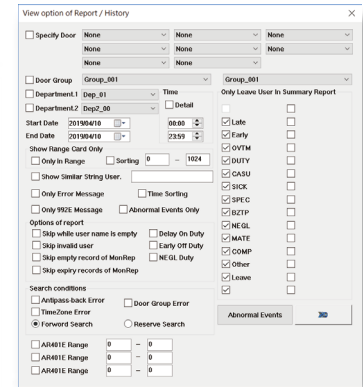 View option of Report / History
Specify Door None None None
None None None
None None
Door Group Group_001 Group_001
Department.1 Dep_01 Time Only Leave User In Summary Report
Department.2 Dep2_00 Detail
Start Date 2019/04/10 00:00
End Date 2019/04/10 23:59
Late
Early
OVTM
DUTY
CASU
SICK
SPEC
BZTP
NEGL
MATE
COMP
Other
Leave
Show Range Card Only
Only In Range Sorting 0 – 1024
Show Similar String User.
Only Error Message Time Sorting
Only 992E Message Abnormal Events Only
Options of report
Skip while user name is empty Delay On Duty
Skip invalid user Early Off Duty
Skip empty record of MonRep NEGL Duty
Skip expiry records of MonRep
Search conditions
Antipass-back Error Door Group Error
TimeZone Error
Forward Search Reserve Search
Abnormal Events
AR401E Range 0 – 0
AR401E Range 0 – 0
AR401E Range 0 – 0